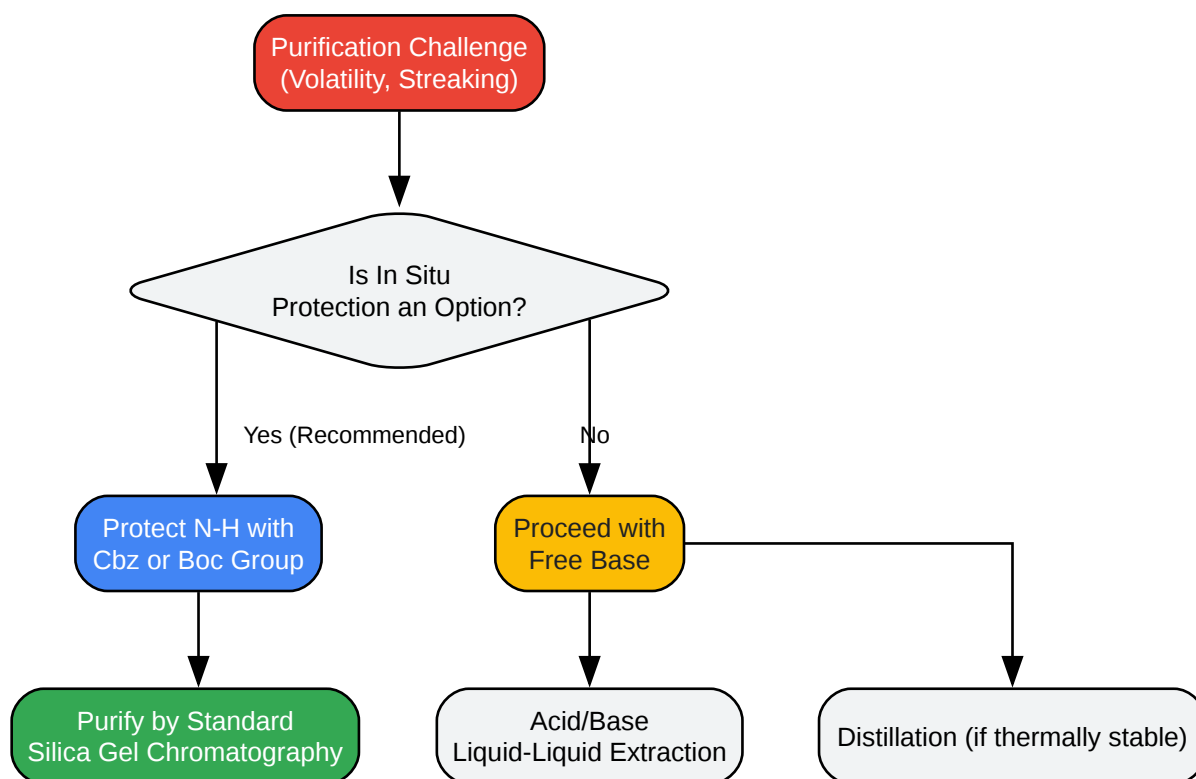 Purification Challenge
(Volatility, Streaking)
Is In Situ
Protection an Option?
Yes (Recommended)
No
Protect N-H with
Cbz or Boc Group
Proceed with
Free Base
Purify by Standard
Silica Gel Chromatography
Acid/Base
Liquid-Liquid Extraction
Distillation (if thermally stable)